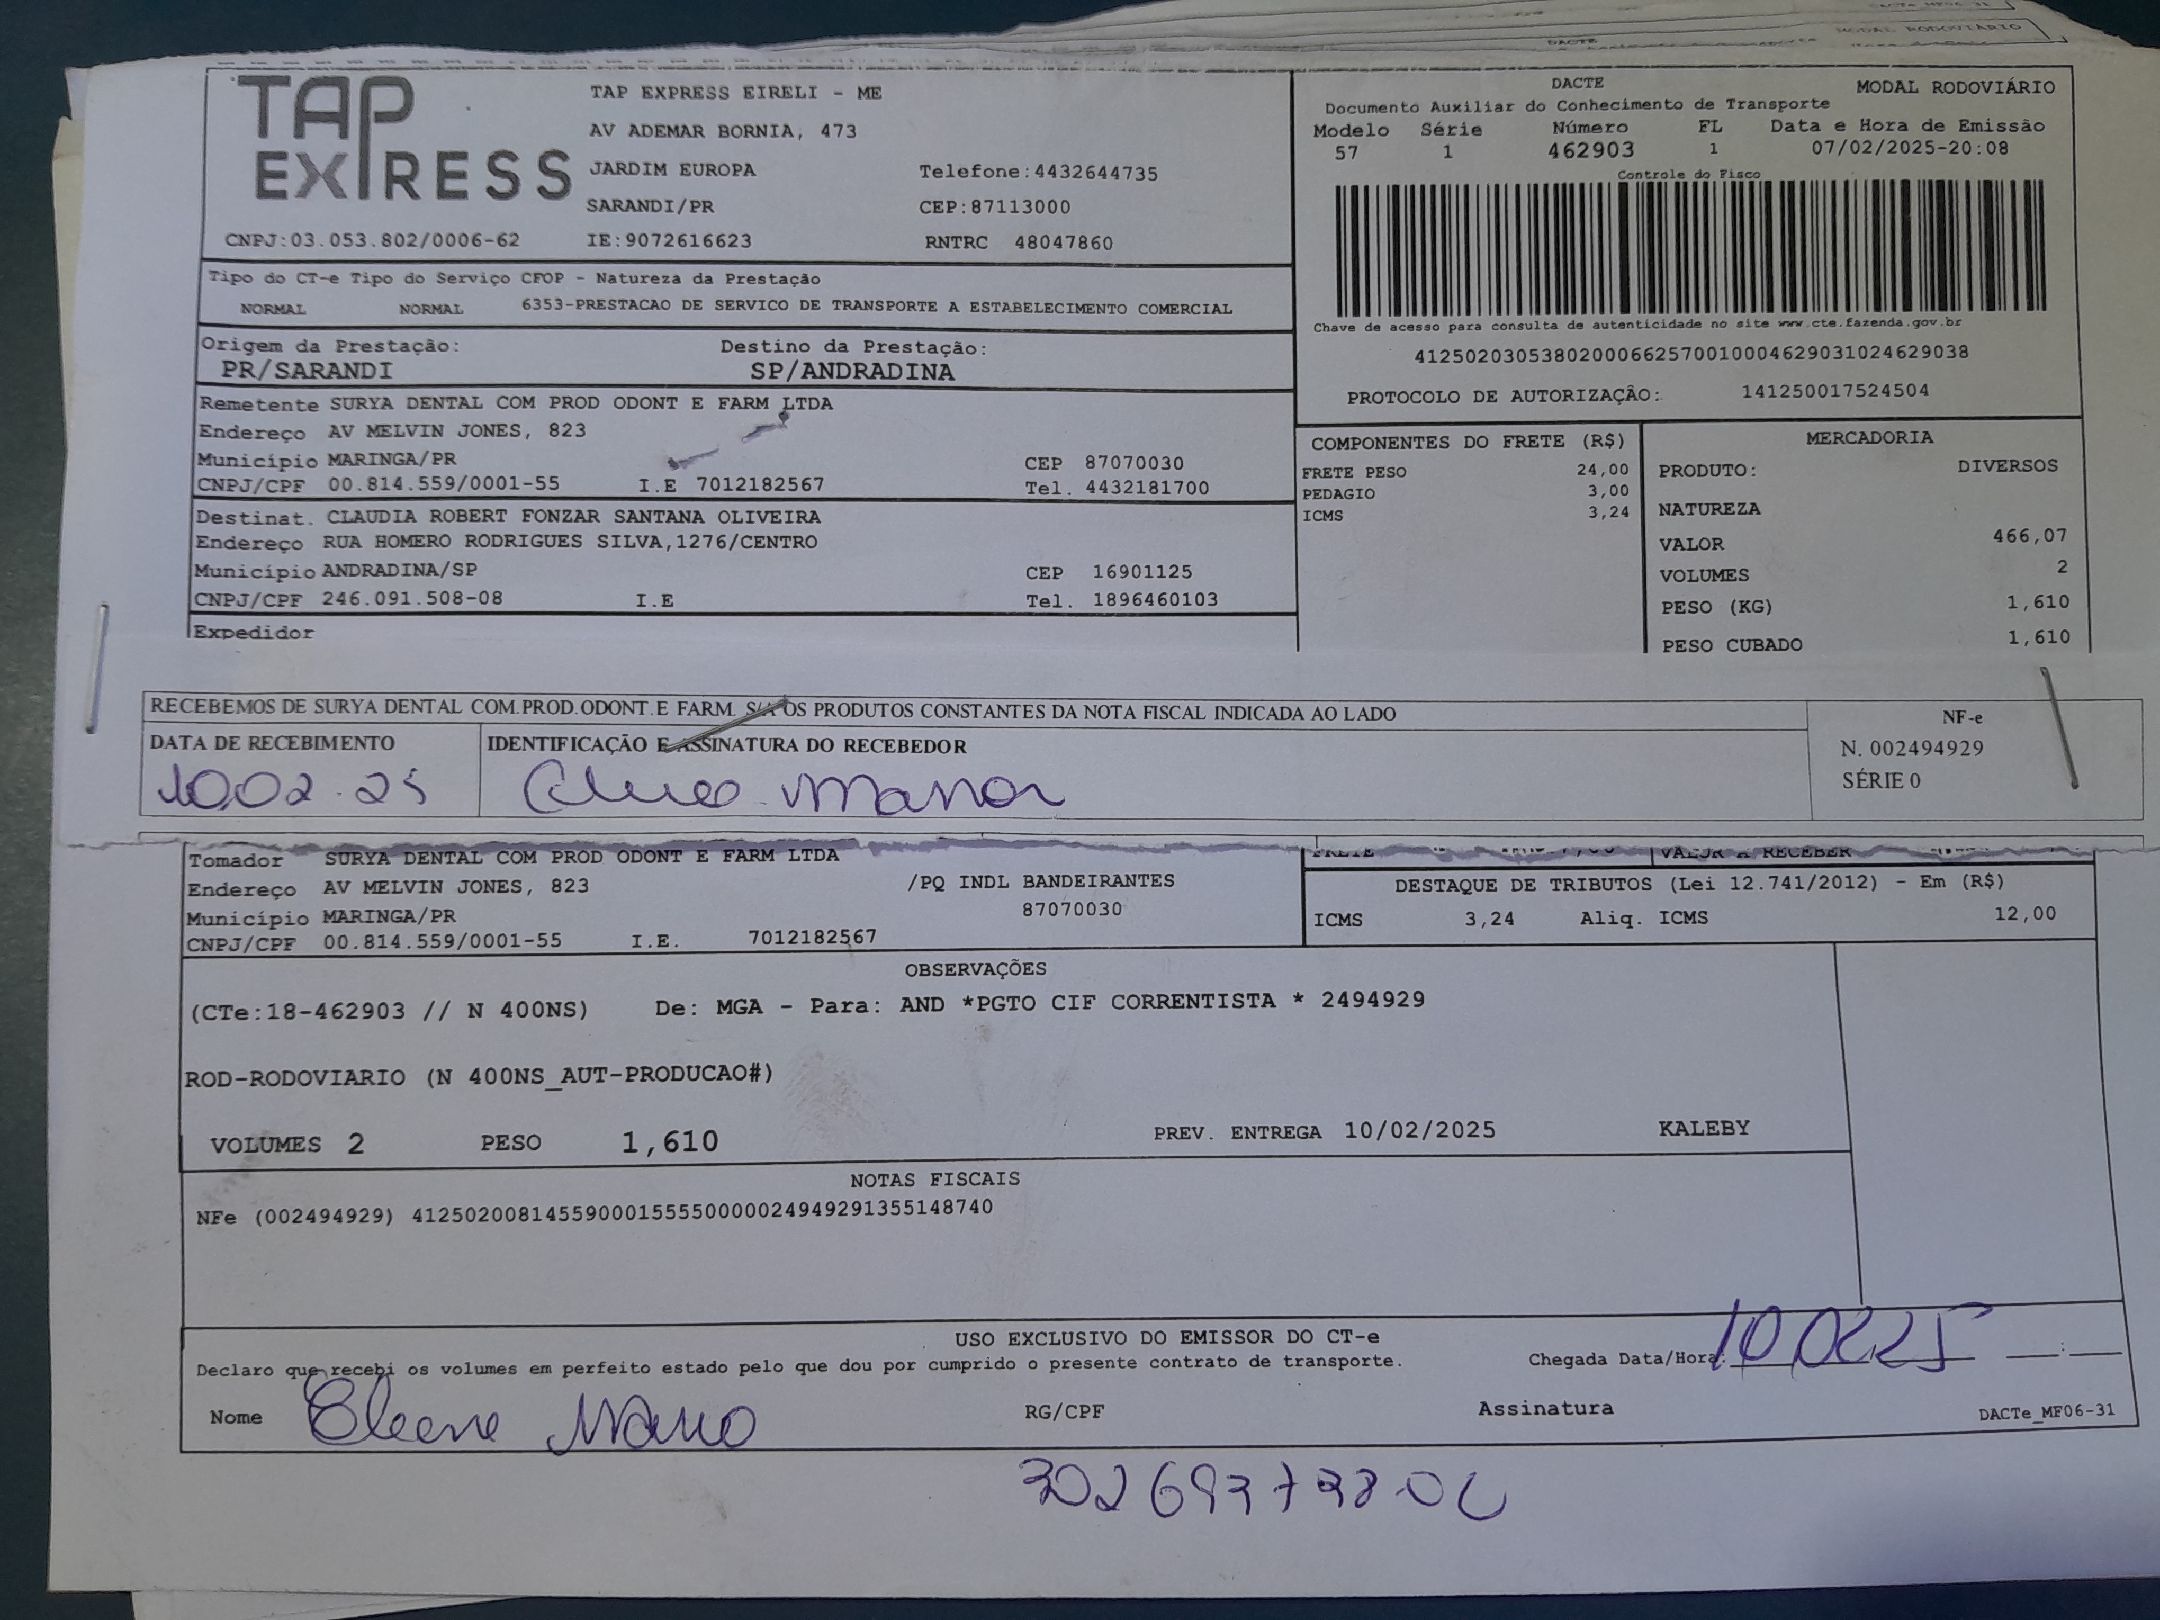 TAP EXPRESS
TAP EXPRESS EIRELI - ME
AV ADEMAR BORNIA, 473
JARDIM EUROPA Telefone:4432644735
SARANDI/PR CEP:87113000
CNPJ:03.053.802/0006-62 IE:9072616623 RNTRC 48047860
DACTE MODAL RODOVIÁRIO
Documento Auxiliar do Conhecimento de Transporte
Modelo Série Número FL Data e Hora de Emissão
57 1 462903 1 07/02/2025-20:08
Controle do Fisco
Chave de acesso para consulta de autenticidade no site www.cte.fazenda.gov.br
41250203053802000662570010004629031024629038
PROTOCOLO DE AUTORIZAÇÃO: 141250017524504
Tipo do CT-e Tipo do Serviço CFOP - Natureza da Prestação
NORMAL NORMAL 6353-PRESTACAO DE SERVICO DE TRANSPORTE A ESTABELECIMENTO COMERCIAL
Origem da Prestação: Destino da Prestação:
PR/SARANDI SP/ANDRADINA
Remetente SURYA DENTAL COM PROD ODONT E FARM LTDA
Endereço AV MELVIN JONES, 823
Município MARINGA/PR CEP 87070030
CNPJ/CPF 00.814.559/0001-55 I.E 7012182567 Tel. 4432181700
Destinat. CLAUDIA ROBERT FONZAR SANTANA OLIVEIRA
Endereço RUA HOMERO RODRIGUES SILVA,1276/CENTRO
Município ANDRADINA/SP CEP 16901125
CNPJ/CPF 246.091.508-08 I.E Tel. 1896460103
Expedidor
COMPONENTES DO FRETE (R$)
FRETE PESO 24,00
PEDAGIO 3,00
ICMS 3,24
MERCADORIA
PRODUTO: DIVERSOS
NATUREZA
VALOR 466,07
VOLUMES 2
PESO (KG) 1,610
PESO CUBADO 1,610
RECEBEMOS DE SURYA DENTAL COM.PROD.ODONT.E FARM. S/A OS PRODUTOS CONSTANTES DA NOTA FISCAL INDICADA AO LADO
DATA DE RECEBIMENTO IDENTIFICAÇÃO E ASSINATURA DO RECEBEDOR
10.02.25
NF-e
N. 002494929
SÉRIE 0
Tomador SURYA DENTAL COM PROD ODONT E FARM LTDA
Endereço AV MELVIN JONES, 823 /PQ INDL BANDEIRANTES
Município MARINGA/PR 87070030
CNPJ/CPF 00.814.559/0001-55 I.E. 7012182567
FRETE VALOR A RECEBER
DESTAQUE DE TRIBUTOS (Lei 12.741/2012) - Em (R$)
ICMS 3,24 Aliq. ICMS 12,00
OBSERVAÇÕES
(CTe:18-462903 // N 400NS) De: MGA - Para: AND *PGTO CIF CORRENTISTA * 2494929
ROD-RODOVIARIO (N 400NS_AUT-PRODUCAO#)
VOLUMES 2 PESO 1,610 PREV. ENTREGA 10/02/2025 KALEBY
NOTAS FISCAIS
NFe (002494929) 41250200814559000155550000024949291355148740
USO EXCLUSIVO DO EMISSOR DO CT-e
Declaro que recebi os volumes em perfeito estado pelo que dou por cumprido o presente contrato de transporte. Chegada Data/Hora: 10 02 25 __:__
Nome RG/CPF Assinatura DACTe_MF06-31